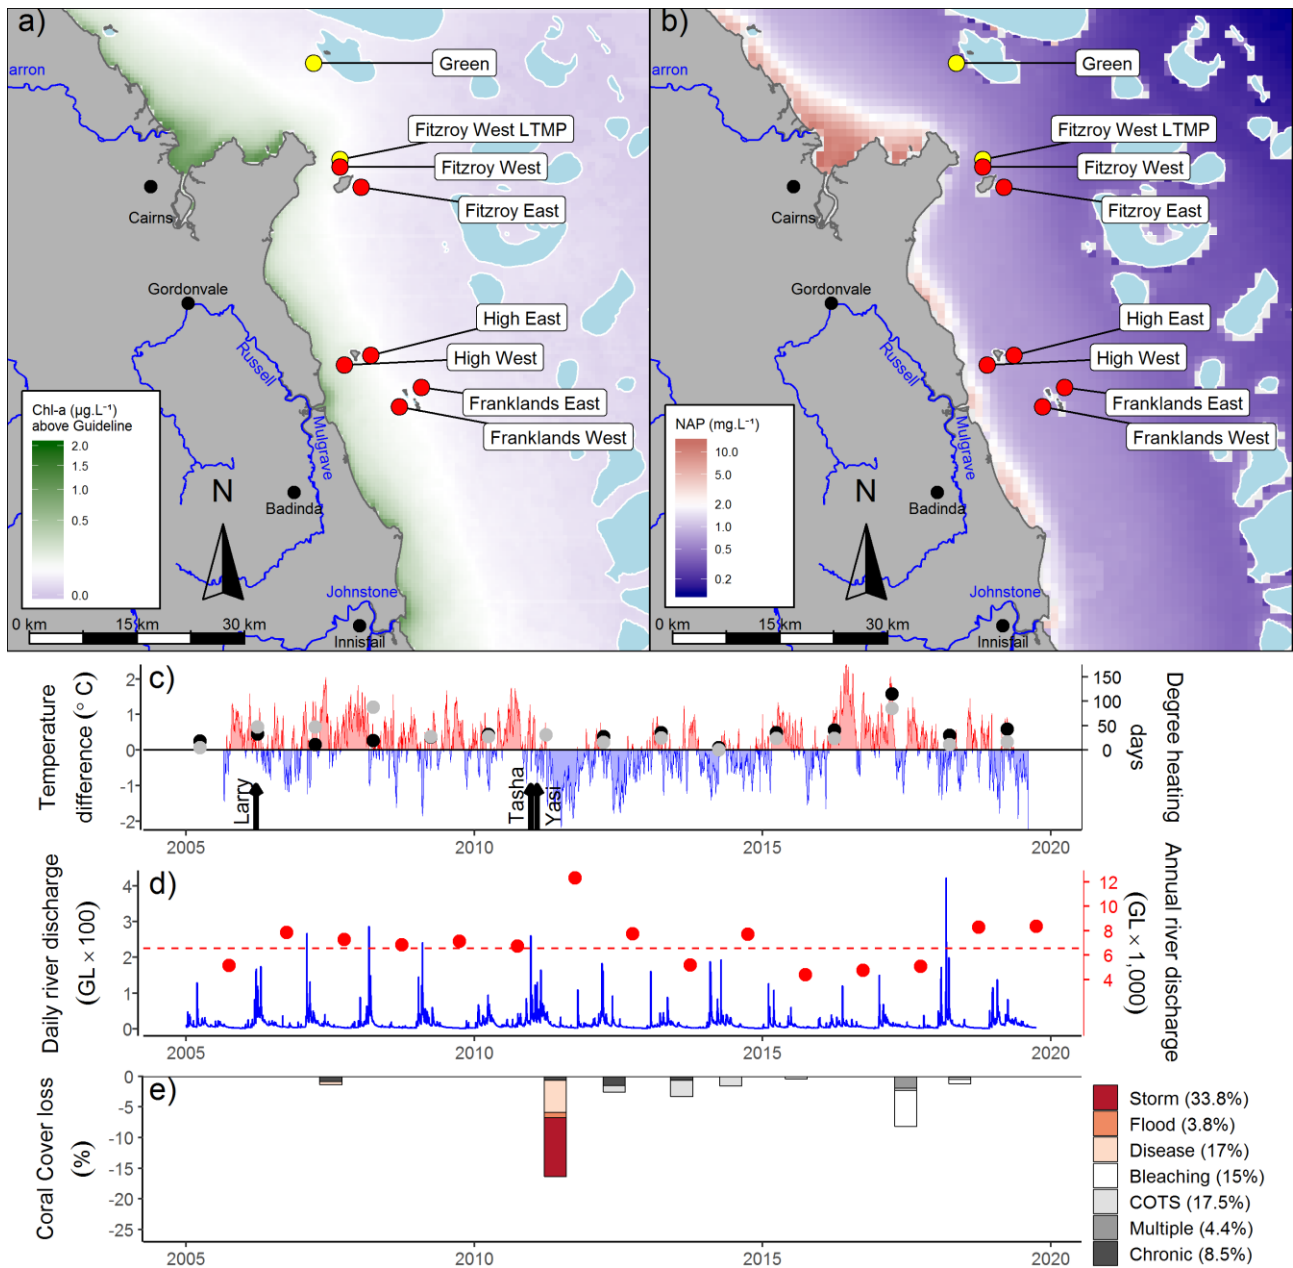 a)
Green
Fitzroy West LTMP
Fitzroy West
Fitzroy East
High East
High West
Franklands East
Franklands West
arron
Cairns
Gordonvale
Russell
Mulgrave
Badinda
Johnstone
Innisfail
N
Chl-a (µg.L⁻¹)
above Guideline
2.0
1.5
1.0
0.5
0.0
0 km 15 km 30 km
b)
Green
Fitzroy West LTMP
Fitzroy West
Fitzroy East
High East
High West
Franklands East
Franklands West
arron
Cairns
Gordonvale
Russell
Mulgrave
Badinda
Johnstone
Innisfail
N
NAP (mg.L⁻¹)
10.0
5.0
2.0
1.0
0.5
0.2
0 km 15 km 30 km
c)
Temperature
difference (° C)
2
1
0
-1
-2
Larry
Tasha
Yasi
150
100
50
0
Degree heating
days
2005 2010 2015 2020
d)
Daily river discharge
(GL × 100)
4
3
2
1
0
12
10
8
6
4
Annual river discharge
(GL × 1,000)
2005 2010 2015 2020
e)
Coral Cover loss
(%)
0
-5
-10
-15
-20
-25
2005 2010 2015 2020
Storm (33.8%)
Flood (3.8%)
Disease (17%)
Bleaching (15%)
COTS (17.5%)
Multiple (4.4%)
Chronic (8.5%)